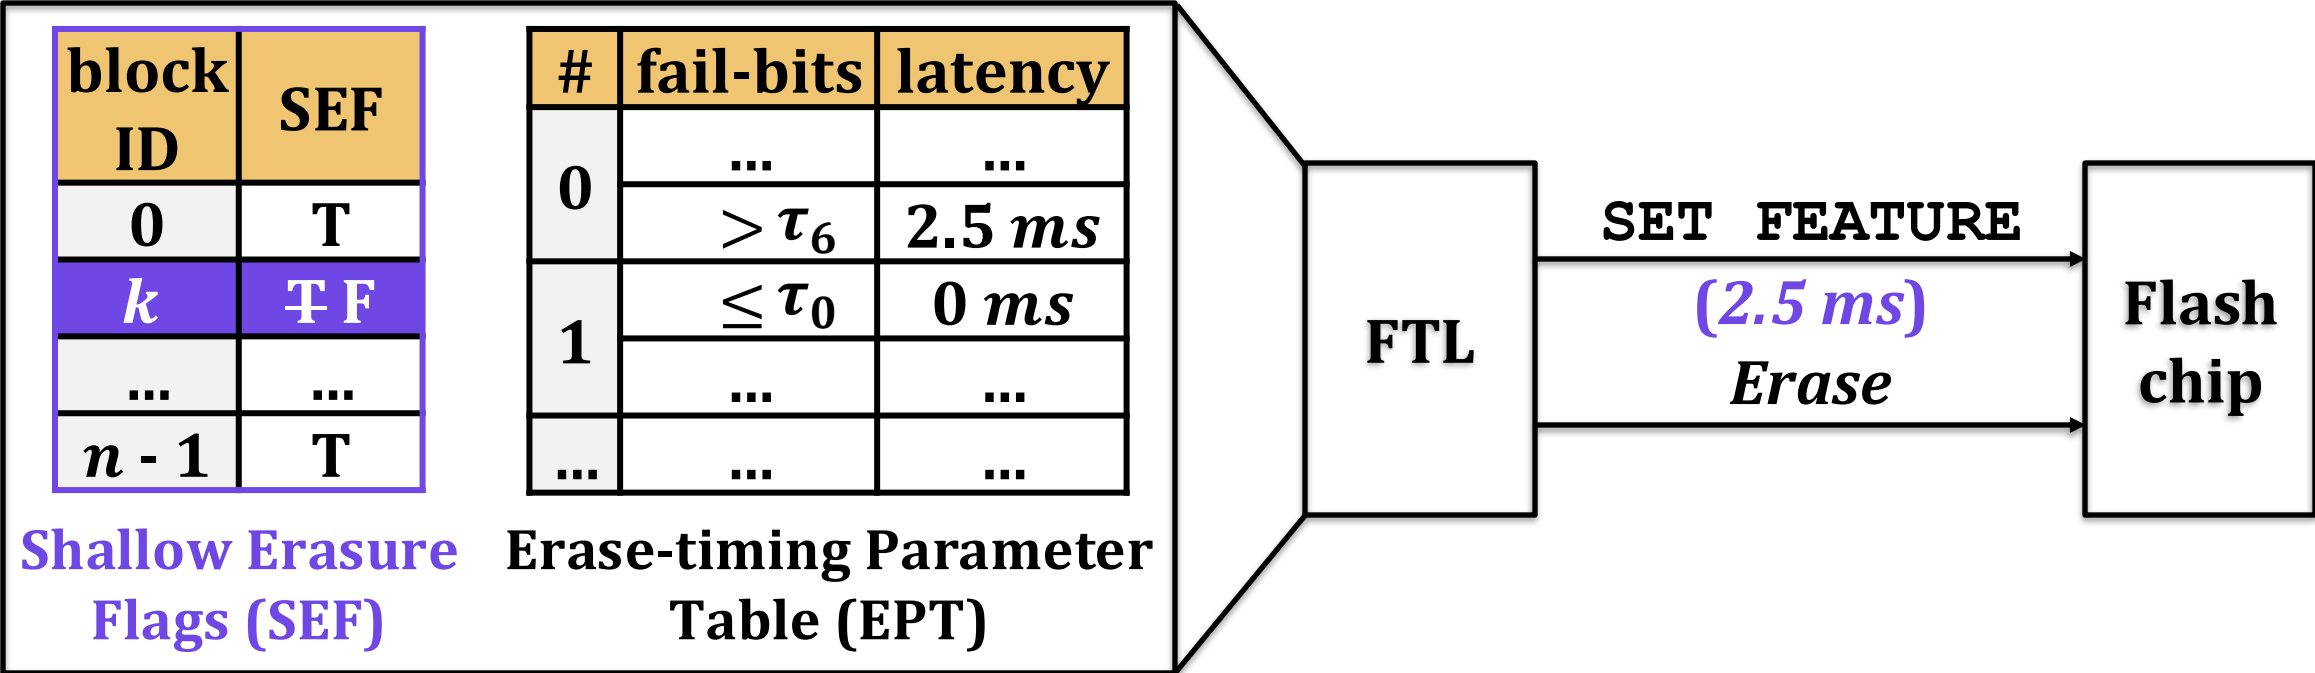 block ID SEF
0 T
k T F
... ...
n - 1 T
Shallow Erasure
Flags (SEF)
# fail-bits latency
0 ... ...
> τ6 2.5 ms
1 ≤ τ0 0 ms
... ...
... ... ...
Erase-timing Parameter
Table (EPT)
FTL
SET FEATURE
(2.5 ms)
Erase
Flash
chip